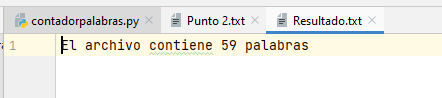 contadorpalabras.py Punto 2.txt Resultado.txt
1 El archivo contiene 59 palabras